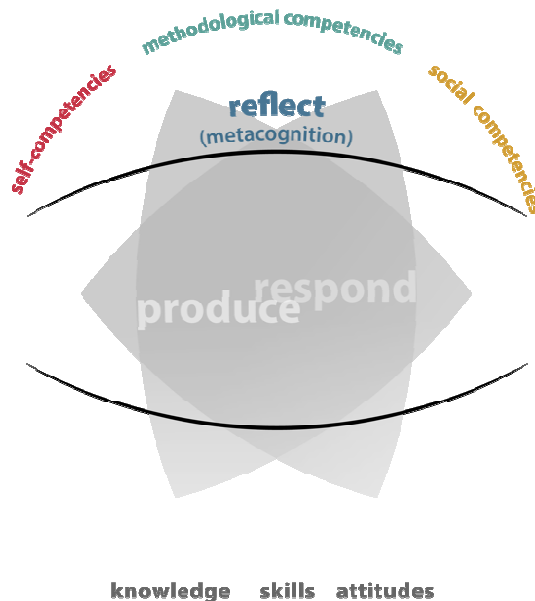 methodological competencies
self-competencies
social competencies
reflect
(metacognition)
respond
produce
knowledge skills attitudes